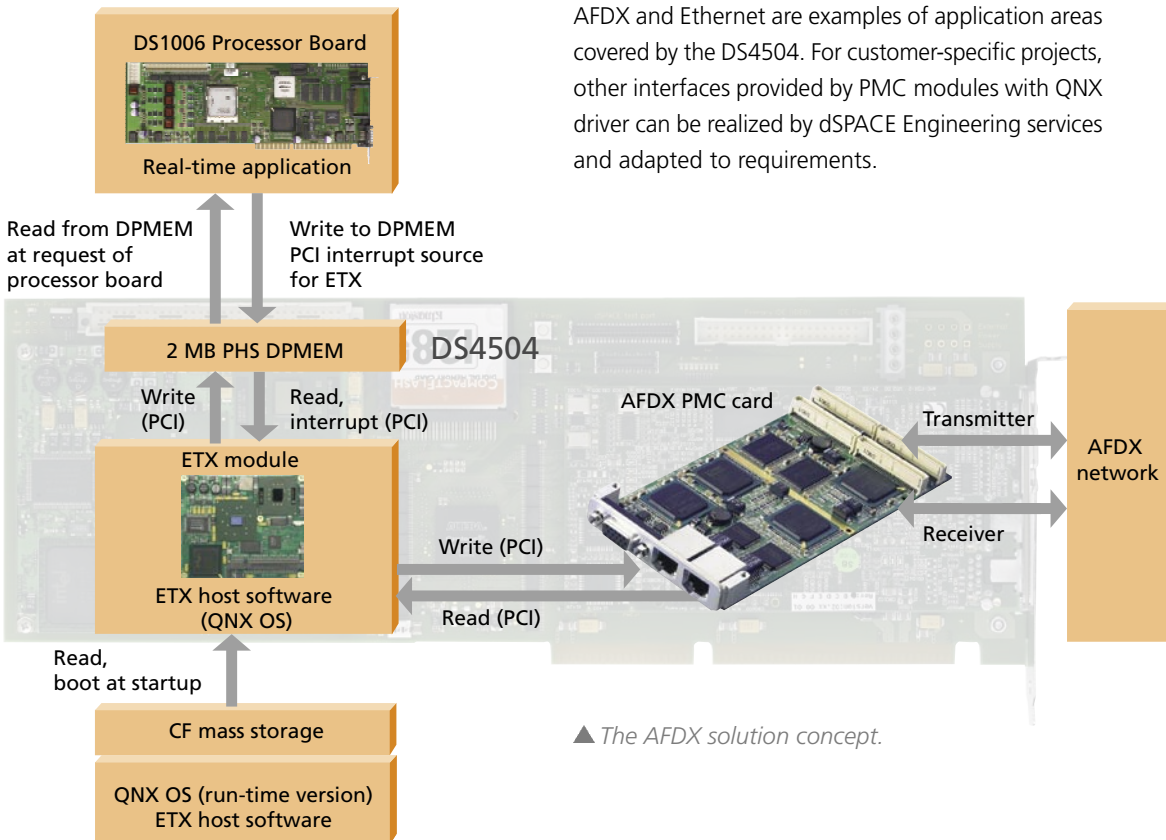 AFDX and Ethernet are examples of application areas
covered by the DS4504. For customer-specific projects,
other interfaces provided by PMC modules with QNX
driver can be realized by dSPACE Engineering services
and adapted to requirements.
DS1006 Processor Board
Real-time application
Read from DPMEM
at request of
processor board
Write to DPMEM
PCI interrupt source
for ETX
2 MB PHS DPMEM
DS4504
COMPACTFLASH
Write
(PCI)
Read,
interrupt (PCI)
AFDX PMC card
Transmitter
AFDX
network
Receiver
ETX module
ETX host software
(QNX OS)
Write (PCI)
Read (PCI)
Read,
boot at startup
CF mass storage
QNX OS (run-time version)
ETX host software
▲ The AFDX solution concept.